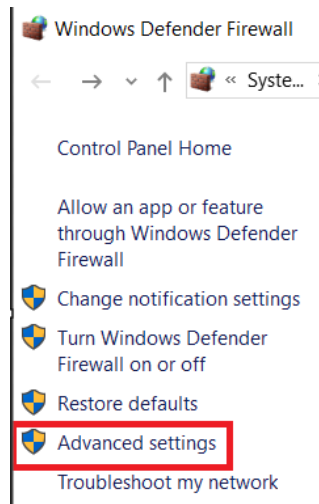 Windows Defender Firewall
« Syste...
Control Panel Home
Allow an app or feature
through Windows Defender
Firewall
Change notification settings
Turn Windows Defender
Firewall on or off
Restore defaults
Advanced settings
Troubleshoot my network